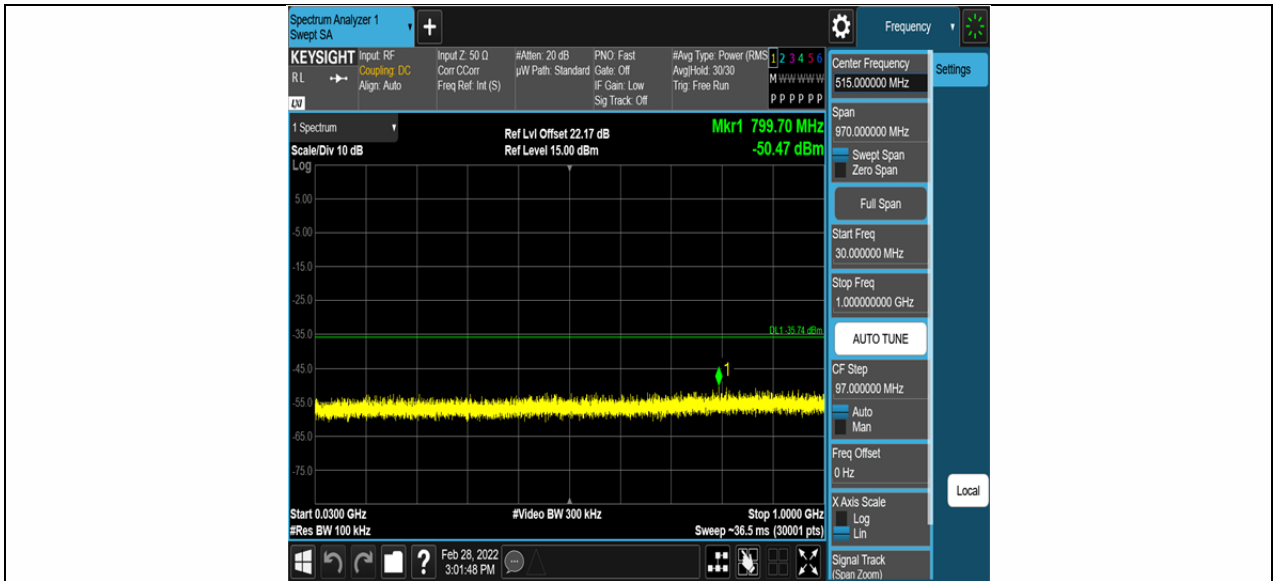 Spectrum Analyzer 1
Swept SA
+
Frequency
KEYSIGHT
RL
LXI
Input: RF
Coupling: DC
Align: Auto
Input Z: 50 Ω
Corr CCorr
Freq Ref: Int (S)
#Atten: 20 dB
µW Path: Standard
PNO: Fast
Gate: Off
IF Gain: Low
Sig Track: Off
#Avg Type: Power (RMS
Avg|Hold: 30/30
Trig: Free Run
1 2 3 4 5 6
M W W W W W
P P P P P P
1 Spectrum
Scale/Div 10 dB
Ref Lvl Offset 22.17 dB
Ref Level 15.00 dBm
Mkr1 799.70 MHz
-50.47 dBm
Log
5.00
-5.00
-15.0
-25.0
-35.0
DL1 -35.74 dBm
-45.0
1
-55.0
-65.0
-75.0
Start 0.0300 GHz
#Res BW 100 kHz
#Video BW 300 kHz
Stop 1.0000 GHz
Sweep ~36.5 ms (30001 pts)
?
Feb 28, 2022
3:01:48 PM
Center Frequency
515.000000 MHz
Span
970.000000 MHz
Swept Span
Zero Span
Full Span
Start Freq
30.000000 MHz
Stop Freq
1.000000000 GHz
AUTO TUNE
CF Step
97.000000 MHz
Auto
Man
Freq Offset
0 Hz
X Axis Scale
Log
Lin
Signal Track
(Span Zoom)
Settings
Local